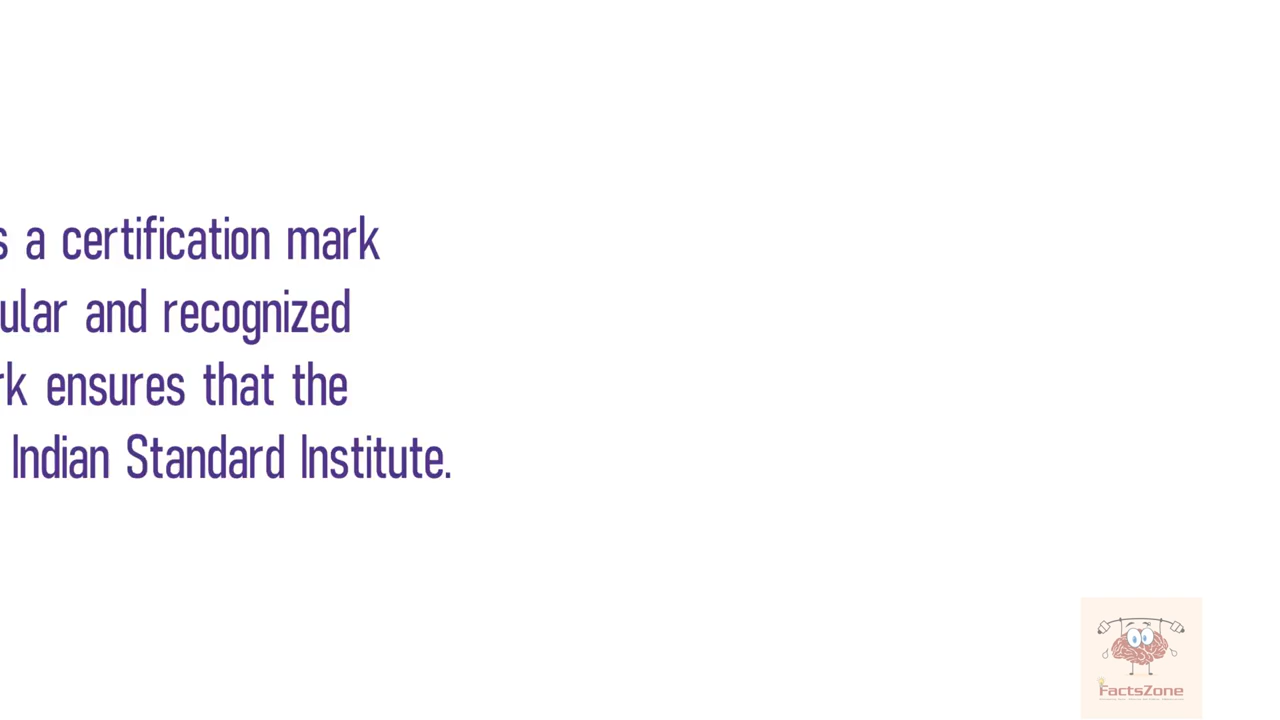 s a certification mark
ular and recognized
rk ensures that the
Indian Standard Institute.
FactsZone